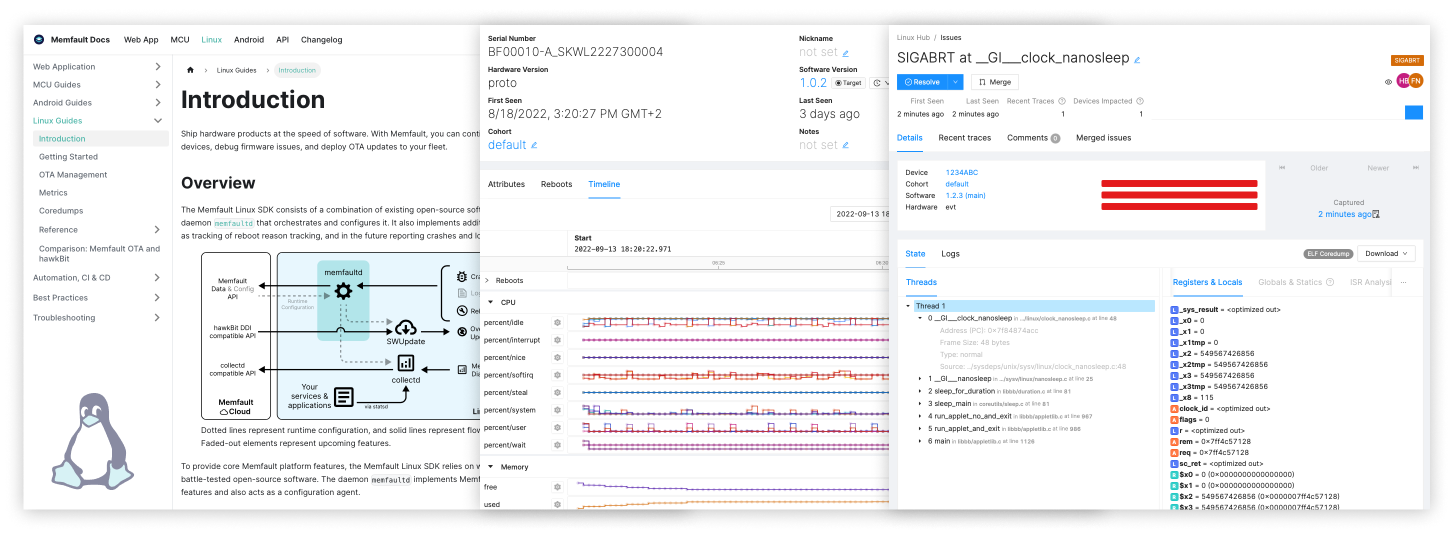 Memfault Docs Web App MCU Linux Android API Changelog
Web Application
MCU Guides
Android Guides
Linux Guides
Introduction
Getting Started
OTA Management
Metrics
Coredumps
Reference
Comparison: Memfault OTA and
hawkBit
Automation, CI & CD
Best Practices
Troubleshooting
Linux Guides
Introduction
Introduction
Ship hardware products at the speed of software. With Memfault, you can
devices, debug firmware issues, and deploy OTA updates to your fleet.
Overview
The Memfault Linux SDK consists of a combination of existing open-source
daemon memfaultd that orchestrates and configures it. It also implements
as tracking of reboot reason tracking, and in the future reporting crashes and
Memfault
Data & Config
API
Runtime
Configuration
memfaultd
hawkBit DDI
compatible API
SWUpdate
collectd
compatible API
collectd
Your
services &
applications
via statsd
Memfault
Cloud
Dotted lines represent runtime configuration, and solid lines represent
Faded-out elements represent upcoming features.
To provide core Memfault platform features, the Memfault Linux SDK relies on
battle-tested open-source software. The daemon memfaultd implements
features and also acts as a configuration agent.
Serial Number
BF00010-A_SKWL2227300004
Hardware Version
proto
First Seen
8/18/2022, 3:20:27 PM GMT+2
Cohort
default
Nickname
not set
Software Version
1.0.2 Target
Last Seen
3 days ago
Notes
not set
Attributes Reboots Timeline
2022-09-13 18
Start
2022-09-13 18:20:22.971
18:25 18:30
Reboots
CPU
percent/idle
percent/interrupt
percent/nice
percent/softirq
percent/steal
percent/system
percent/user
percent/wait
Memory
free
used
Linux Hub / Issues
SIGABRT at __GI___clock_nanosleep
SIGABRT
Resolve Merge
HB FN
First Seen Last Seen Recent Traces Devices Impacted
2 minutes ago 2 minutes ago 1 1
Details Recent traces Comments 0 Merged issues
Device 1234ABC
Cohort default
Software 1.2.3 (main)
Hardware evt
Older Newer
Captured
2 minutes ago
State Logs
ELF Coredump Download
Threads
Thread 1
0 __GI___clock_nanosleep in .../linux/clock_nanosleep.c at line 48
Address (PC): 0x7f84874acc
Frame Size: 48 bytes
Type: normal
Source: ../sysdeps/unix/sysv/linux/clock_nanosleep.c:48
1 __GI___nanosleep in .../sysv/linux/nanosleep.c at line 25
2 sleep_for_duration in libbb/duration.c at line 81
3 sleep_main in coreutils/sleep.c at line 81
4 run_applet_no_and_exit in libbb/appletlib.c at line 967
5 run_applet_and_exit in libbb/appletlib.c at line 986
6 main in libbb/appletlib.c at line 1126
Registers & Locals Globals & Statics ISR Analysi ...
L _sys_result = <optimized out>
L _x0 = 0
L _x1 = 0
L _x1tmp = 0
L _x2 = 549567426856
L _x2tmp = 549567426856
L _x3 = 549567426856
L _x3tmp = 549567426856
L _x8 = 115
A clock_id = <optimized out>
A flags = 0
L r = <optimized out>
A rem = 0x7ff4c57128
A req = 0x7ff4c57128
L sc_ret = <optimized out>
R $x0 = 0 (0x0000000000000000)
R $x1 = 0 (0x0000000000000000)
R $x2 = 549567426856 (0x0000007ff4c57128)
R $x3 = 549567426856 (0x0000007ff4c57128)